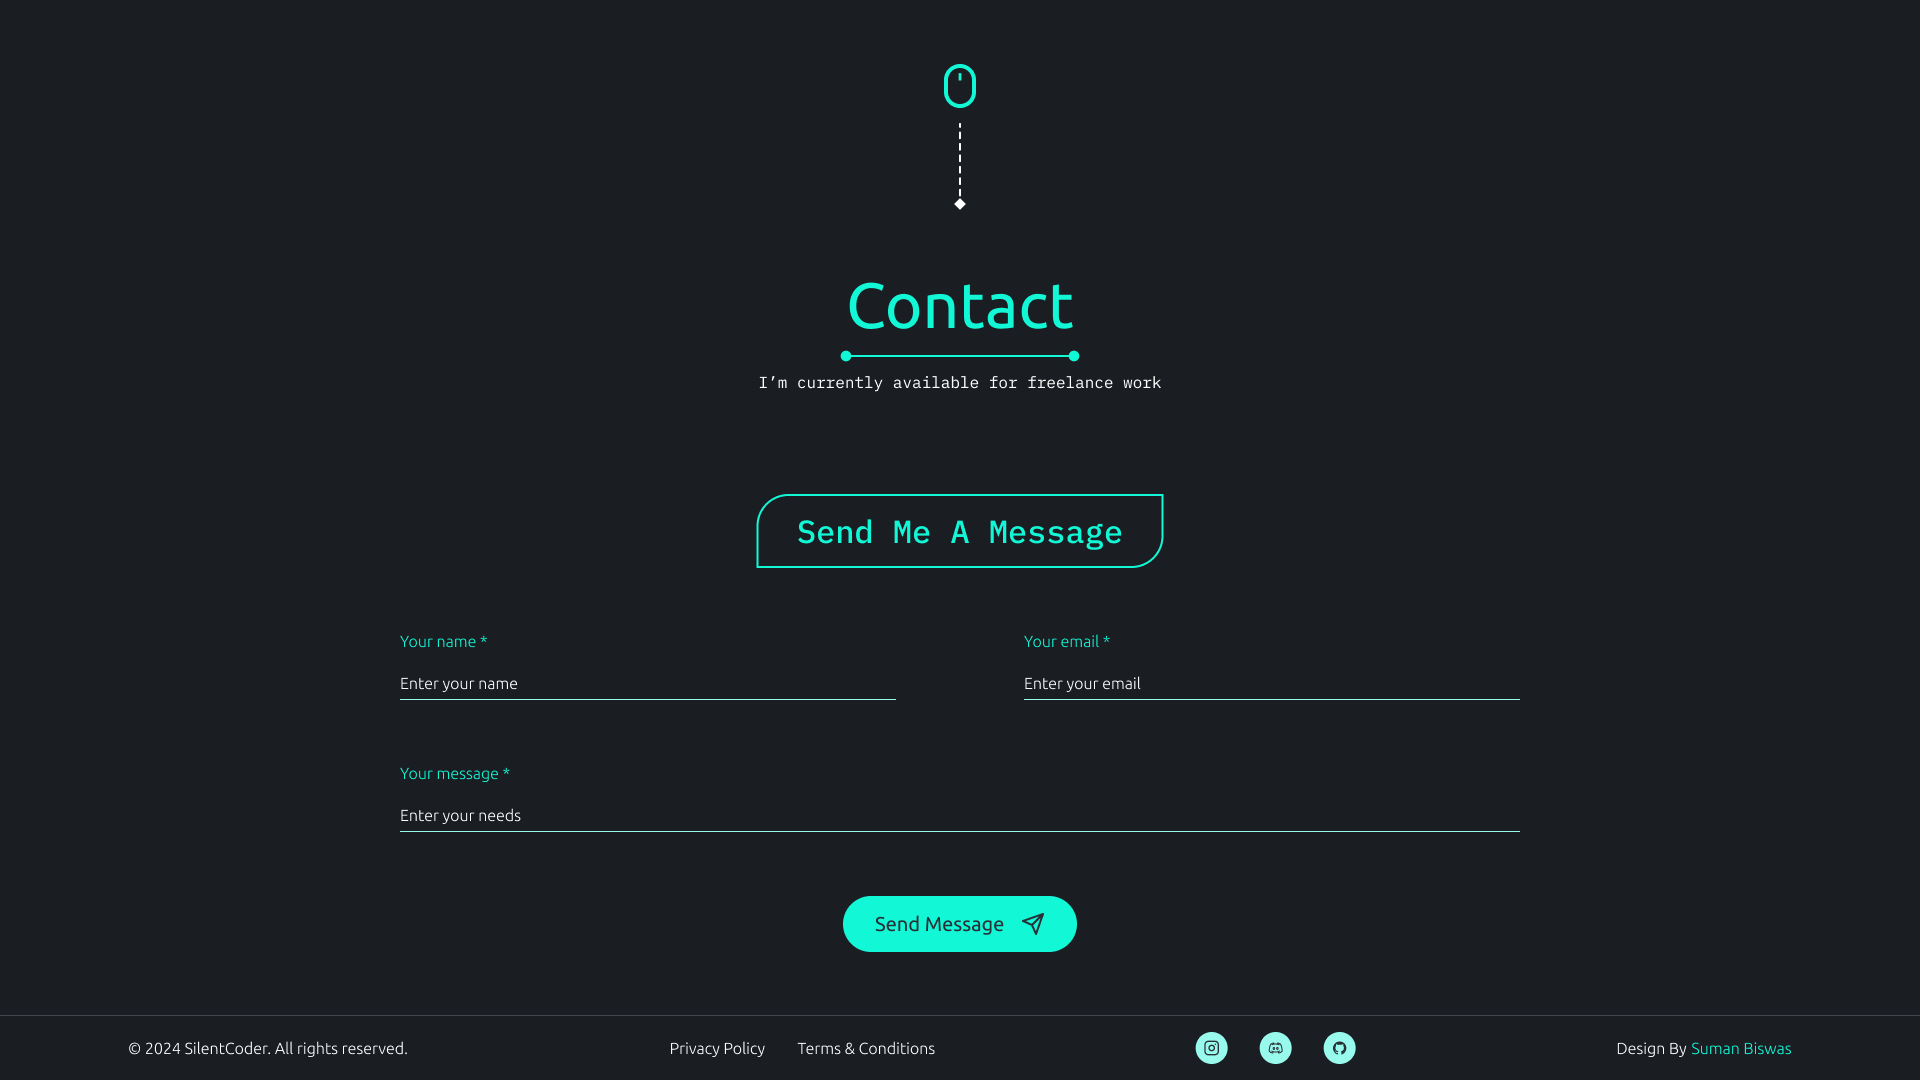 Contact
I’m currently available for freelance work
Send Me A Message
Your name *
Enter your name
Your email *
Enter your email
Your message *
Enter your needs
Send Message
© 2024 SilentCoder. All rights reserved.
Privacy Policy
Terms & Conditions
Design By Suman Biswas